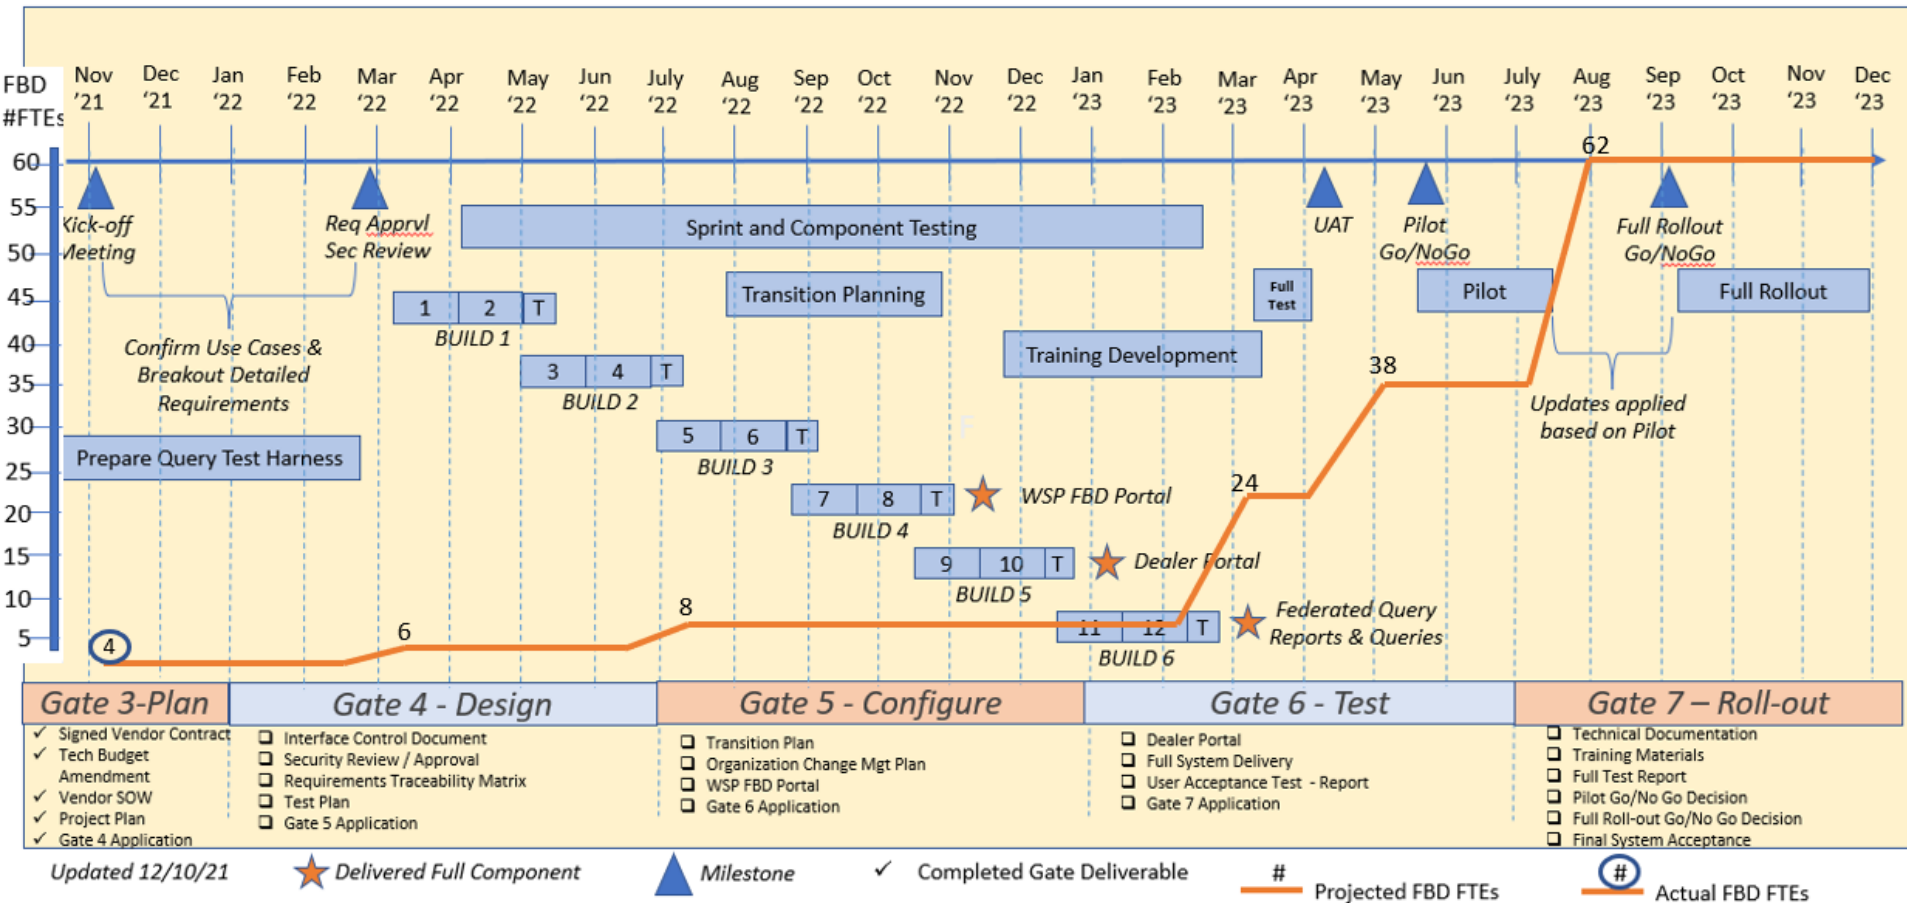 Nov Dec Jan Feb Mar Apr May Jun July Aug Sep Oct Nov Dec Jan Feb Mar Apr May Jun July Aug Sep Oct Nov Dec
'21 '21 '22 '22 '22 '22 '22 '22 '22 '22 '22 '22 '22 '22 '23 '23 '23 '23 '23 '23 '23 '23 '23 '23 '23 '23
FBD
#FTEs
60
55
50
45
40
35
30
25
20
15
10
5
Kick-off
Meeting
Req Apprvl
Sec Review
UAT
Pilot
Go/NoGo
Full Rollout
Go/NoGo
Sprint and Component Testing
Transition Planning
Full
Test
Pilot
Full Rollout
1 2 T
BUILD 1
Confirm Use Cases &
Breakout Detailed
Requirements
Training Development
3 4 T
BUILD 2
Updates applied
based on Pilot
5 6 T
BUILD 3
Prepare Query Test Harness
7 8 T
BUILD 4
WSP FBD Portal
9 10 T
BUILD 5
Dealer Portal
11 12 T
BUILD 6
Federated Query
Reports & Queries
F
4
6
8
24
38
62
Gate 3-Plan
✓ Signed Vendor Contract
✓ Tech Budget
Amendment
✓ Vendor SOW
✓ Project Plan
✓ Gate 4 Application
Gate 4 - Design
❑ Interface Control Document
❑ Security Review / Approval
❑ Requirements Traceability Matrix
❑ Test Plan
❑ Gate 5 Application
Gate 5 - Configure
❑ Transition Plan
❑ Organization Change Mgt Plan
❑ WSP FBD Portal
❑ Gate 6 Application
Gate 6 - Test
❑ Dealer Portal
❑ Full System Delivery
❑ User Acceptance Test - Report
❑ Gate 7 Application
Gate 7 – Roll-out
❑ Technical Documentation
❑ Training Materials
❑ Full Test Report
❑ Pilot Go/No Go Decision
❑ Full Roll-out Go/No Go Decision
❑ Final System Acceptance
Updated 12/10/21
Delivered Full Component
Milestone
✓ Completed Gate Deliverable
#
Projected FBD FTEs
#
Actual FBD FTEs